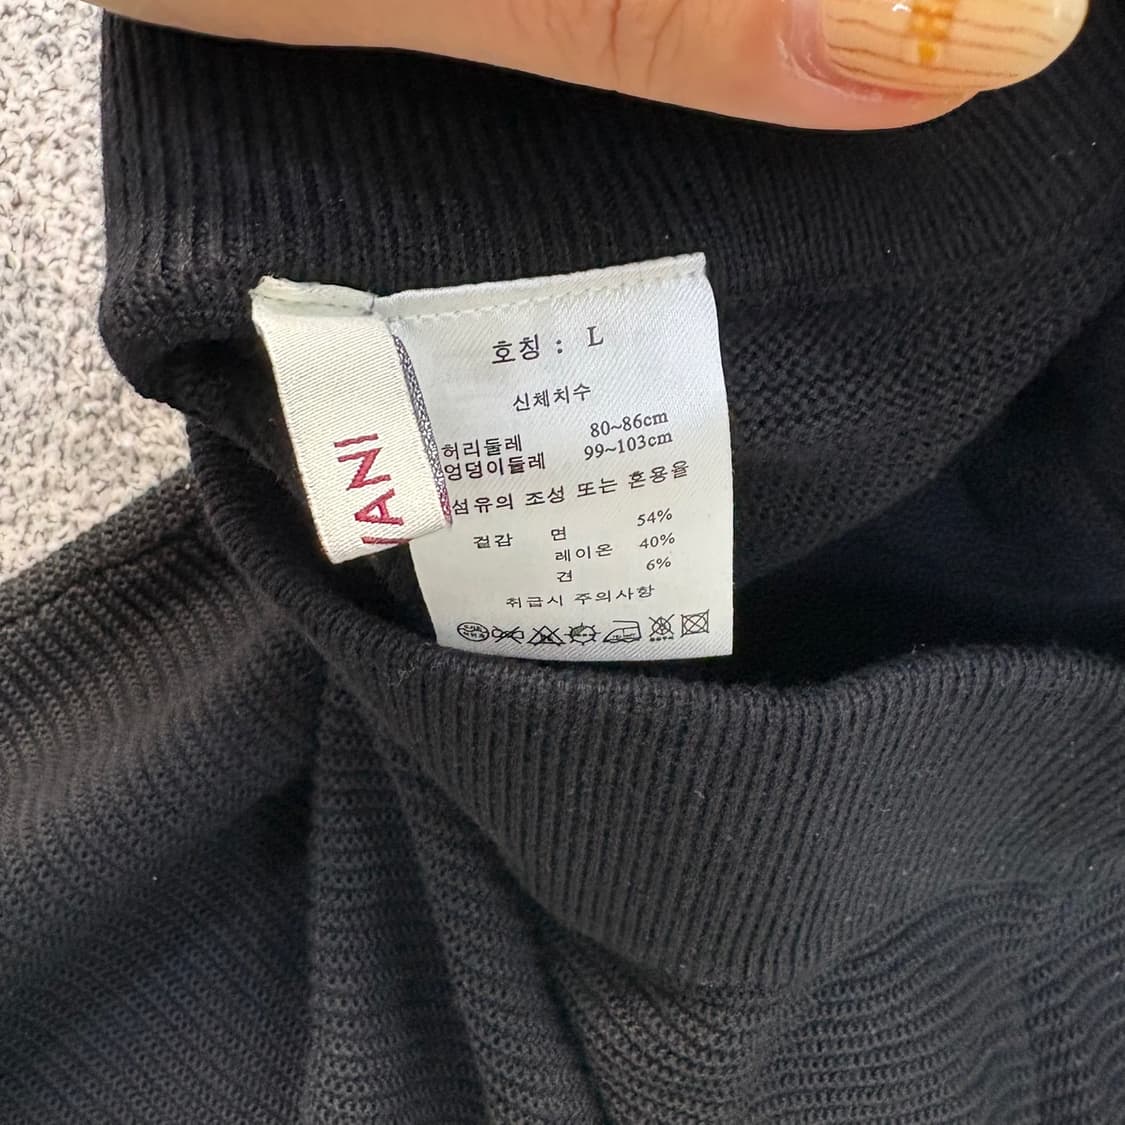 호칭 : L
신체치수
허리둘레 80~86cm
엉덩이둘레 99~103cm
섬유의 조성 또는 혼용율
겉감 면 54%
레이온 40%
견 6%
취급시 주의사항
IANI